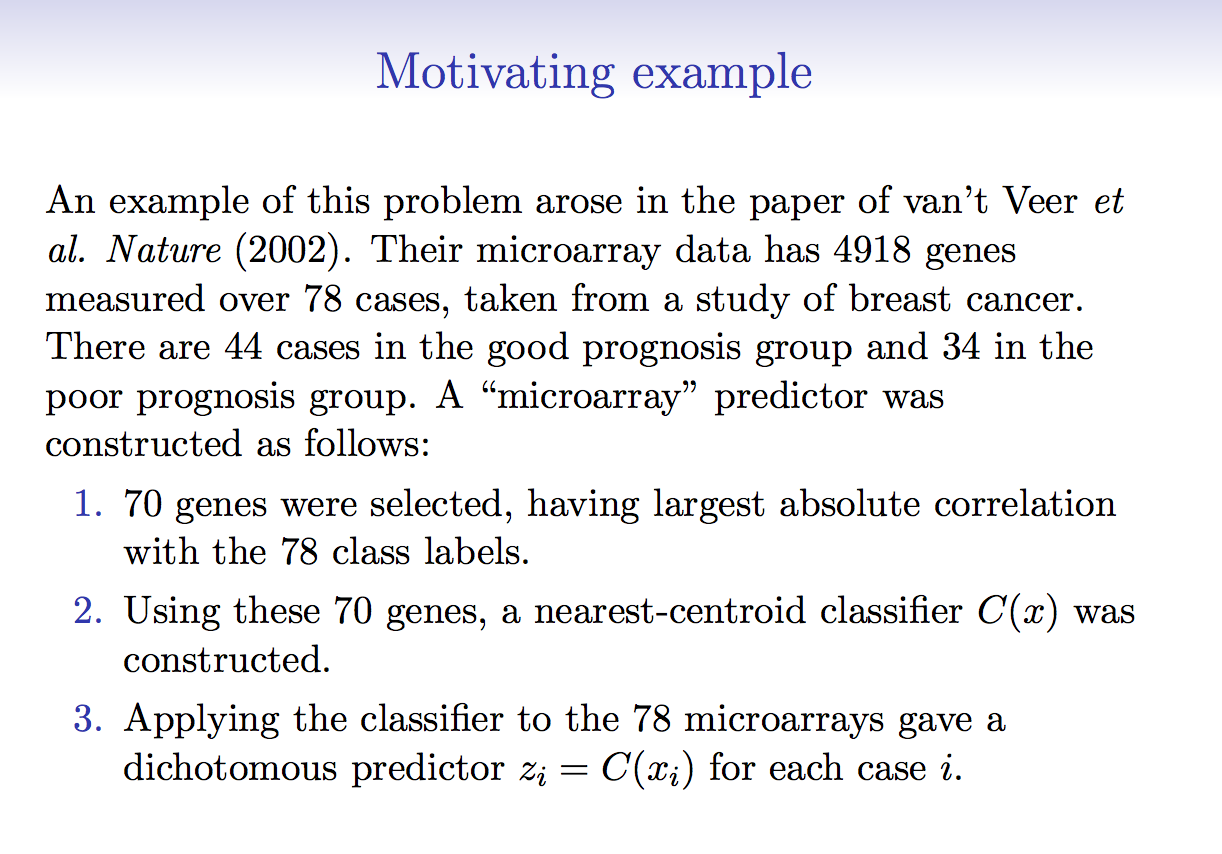 Motivating example
An example of this problem arose in the paper of van’t Veer et
al. Nature (2002). Their microarray data has 4918 genes
measured over 78 cases, taken from a study of breast cancer.
There are 44 cases in the good prognosis group and 34 in the
poor prognosis group. A “microarray” predictor was
constructed as follows:
1. 70 genes were selected, having largest absolute correlation
with the 78 class labels.
2. Using these 70 genes, a nearest-centroid classifier C(x) was
constructed.
3. Applying the classifier to the 78 microarrays gave a
dichotomous predictor zᵢ = C(xᵢ) for each case i.